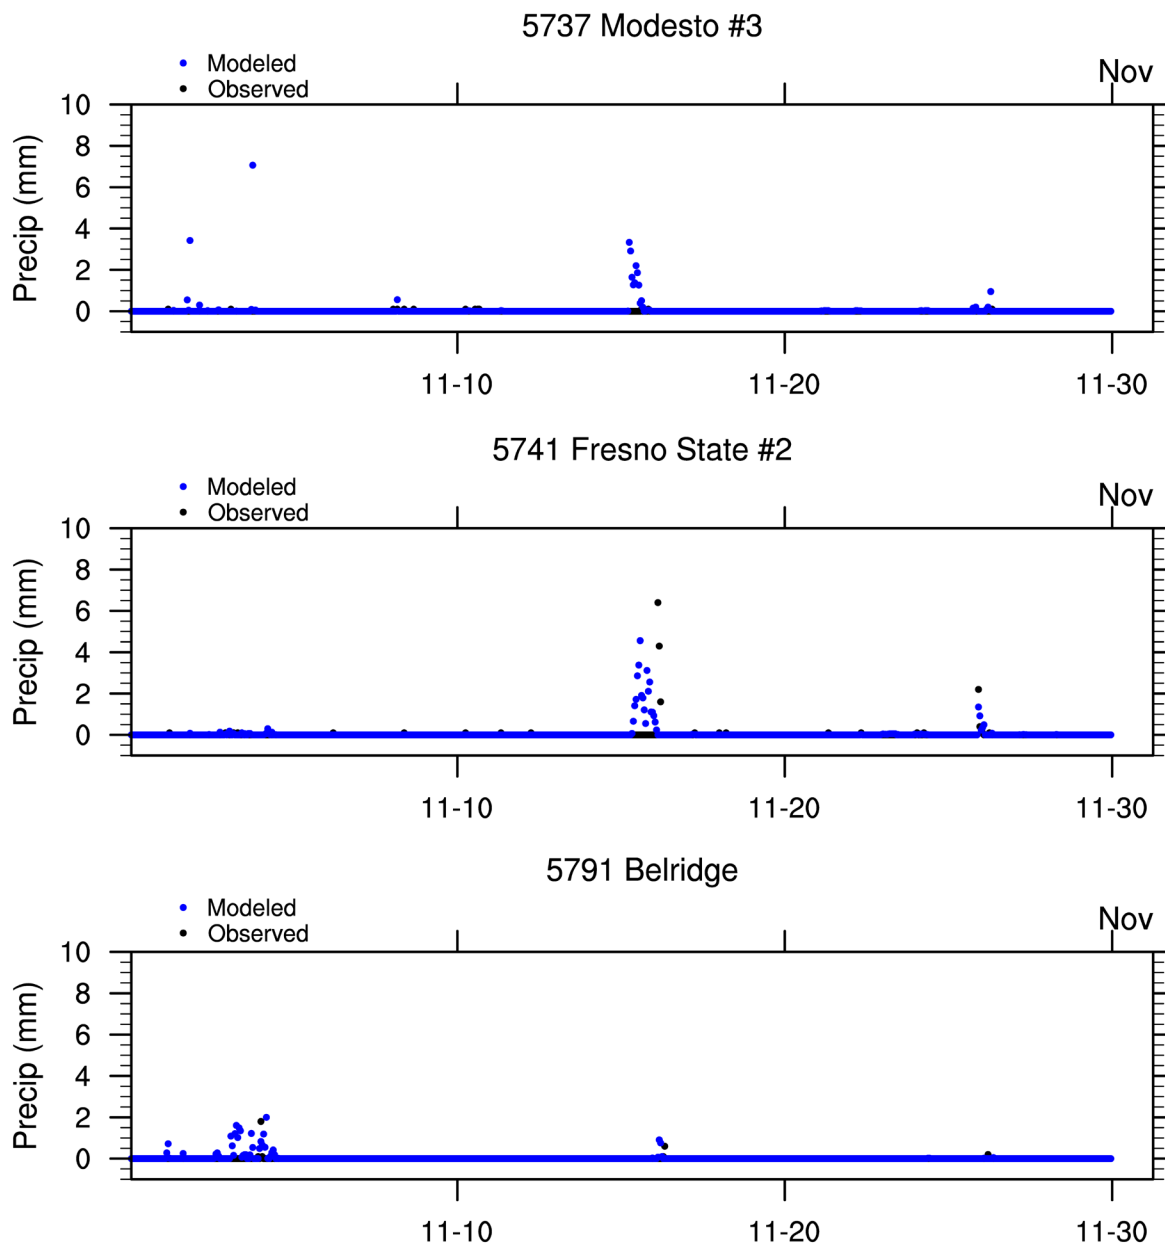 5737 Modesto #3
Modeled
Observed
Nov
Precip (mm)
10
8
6
4
2
0
11-10 11-20 11-30
5741 Fresno State #2
Modeled
Observed
Nov
Precip (mm)
10
8
6
4
2
0
11-10 11-20 11-30
5791 Belridge
Modeled
Observed
Nov
Precip (mm)
10
8
6
4
2
0
11-10 11-20 11-30